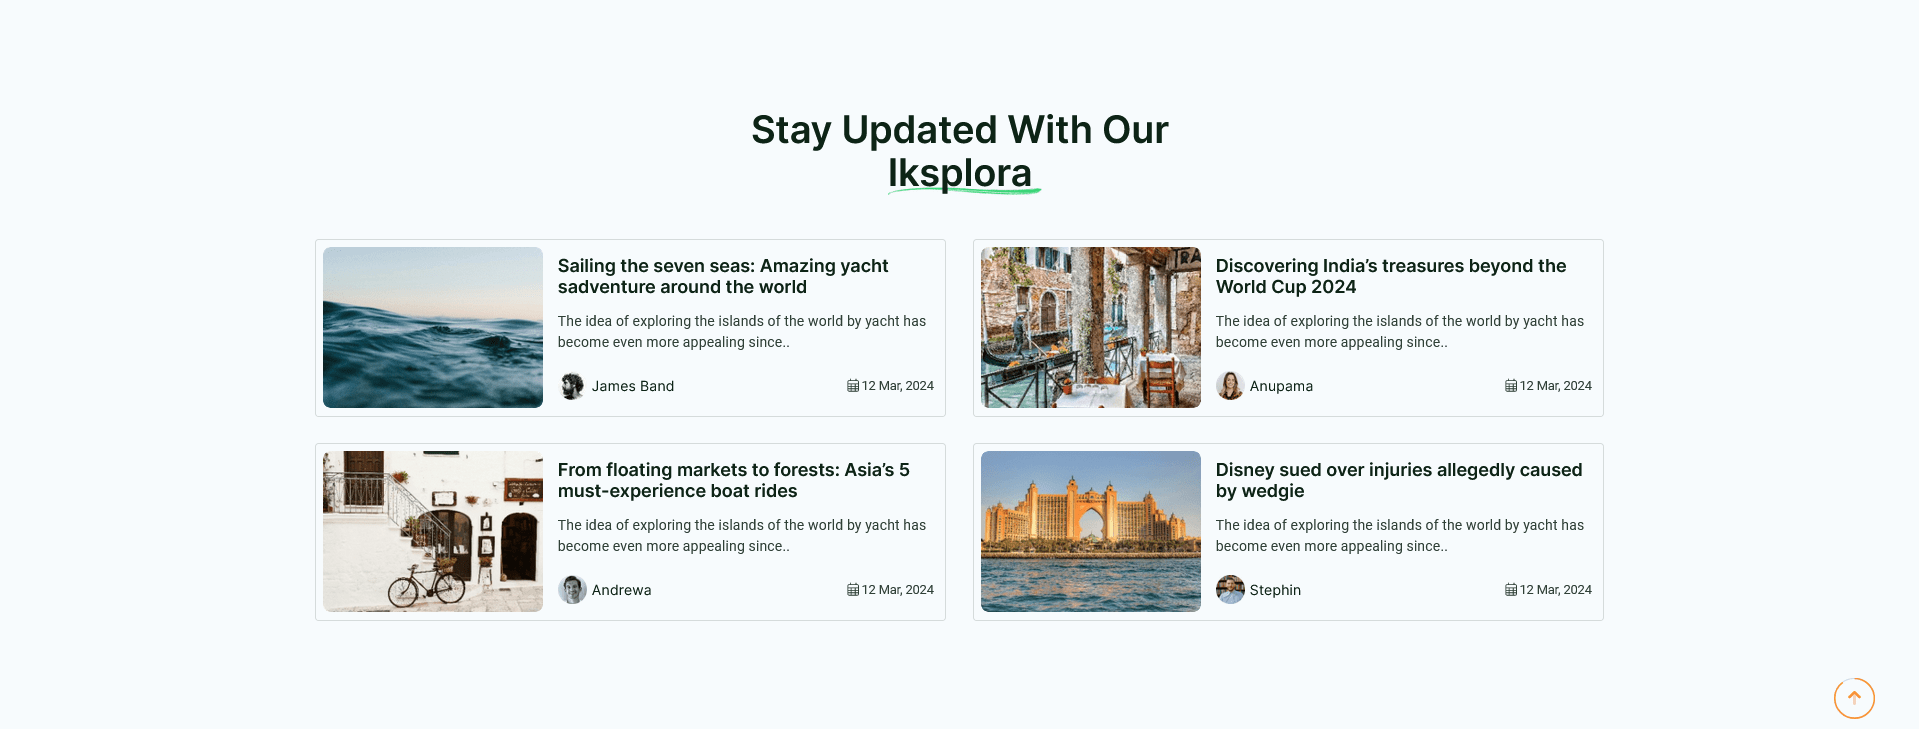 Stay Updated With Our
Iksplora
Sailing the seven seas: Amazing yacht
sadventure around the world
The idea of exploring the islands of the world by yacht has
become even more appealing since..
James Band
12 Mar, 2024
Discovering India’s treasures beyond the
World Cup 2024
The idea of exploring the islands of the world by yacht has
become even more appealing since..
Anupama
12 Mar, 2024
From floating markets to forests: Asia’s 5
must-experience boat rides
The idea of exploring the islands of the world by yacht has
become even more appealing since..
Andrewa
12 Mar, 2024
Disney sued over injuries allegedly caused
by wedgie
The idea of exploring the islands of the world by yacht has
become even more appealing since..
Stephin
12 Mar, 2024